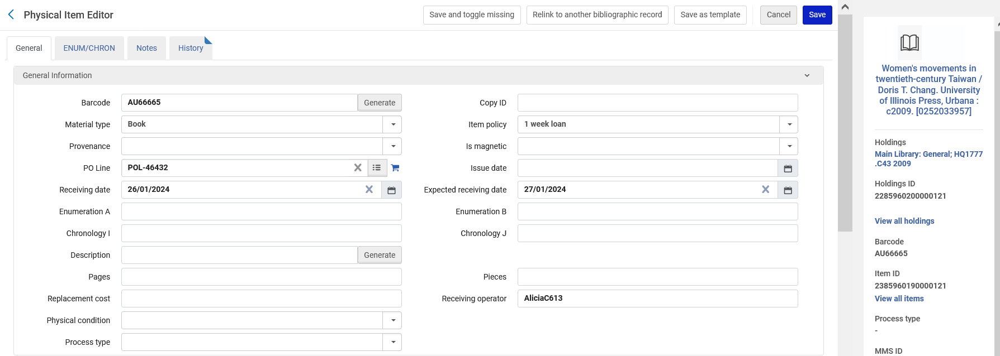 Physical Item Editor
Save and toggle missing
Relink to another bibliographic record
Save as template
Cancel
Save
General
ENUM/CHRON
Notes
History
General Information
Barcode AU66665 Generate
Copy ID
Material type Book
Item policy 1 week loan
Provenance
Is magnetic
PO Line POL-46432
Issue date
Receiving date 26/01/2024
Expected receiving date 27/01/2024
Enumeration A
Enumeration B
Chronology I
Chronology J
Description Generate
Pages
Pieces
Replacement cost
Receiving operator AliciaC613
Physical condition
Process type
Women's movements in
twentieth-century Taiwan /
Doris T. Chang. University
of Illinois Press, Urbana :
c2009. [0252033957]
Holdings
Main Library: General; HQ1777
.C43 2009
Holdings ID
2285960200000121
View all holdings
Barcode
AU66665
Item ID
2385960190000121
View all items
Process type
-
MMS ID